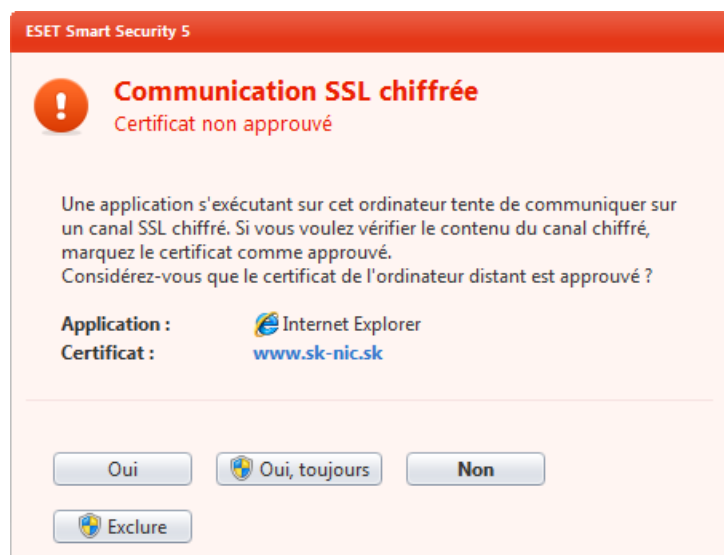 ESET Smart Security 5
Communication SSL chiffrée
Certificat non approuvé
Une application s'exécutant sur cet ordinateur tente de communiquer sur
un canal SSL chiffré. Si vous voulez vérifier le contenu du canal chiffré,
marquez le certificat comme approuvé.
Considérez-vous que le certificat de l'ordinateur distant est approuvé ?
Application : Internet Explorer
Certificat : www.sk-nic.sk
Oui Oui, toujours Non
Exclure